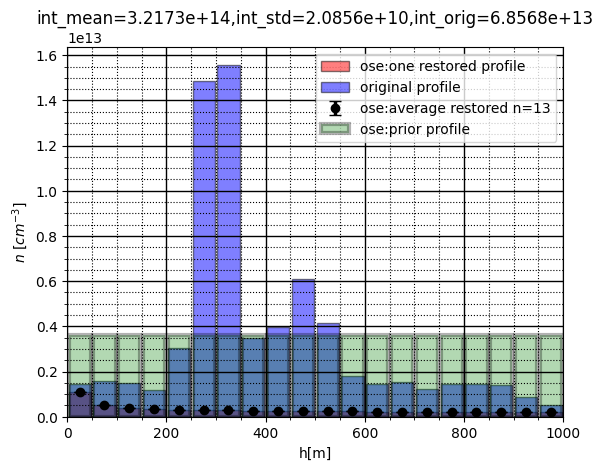 int_mean=3.2173e+14,int_std=2.0856e+10,int_orig=6.8568e+13
1e13
ose:one restored profile
original profile
ose:average restored n=13
ose:prior profile
1.6
1.4
1.2
1.0
0.8
0.6
0.4
0.2
0.0
n [cm⁻³]
0 200 400 600 800 1000
h[m]